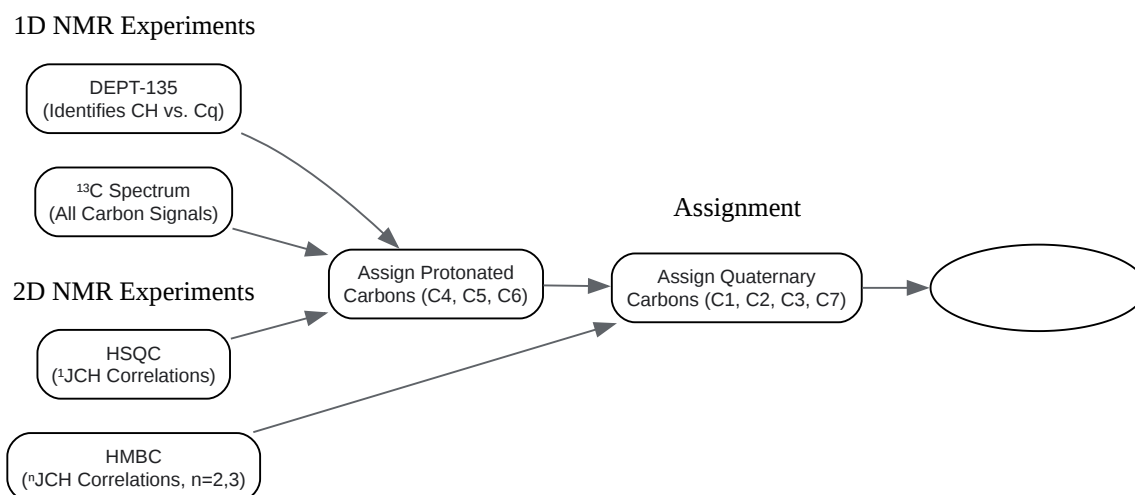 1D NMR Experiments
DEPT-135
(Identifies CH vs. Cq)
¹³C Spectrum
(All Carbon Signals)
2D NMR Experiments
HSQC
(¹JCH Correlations)
HMBC
(ⁿJCH Correlations, n=2,3)
Assign Protonated
Carbons (C4, C5, C6)
Assignment
Assign Quaternary
Carbons (C1, C2, C3, C7)